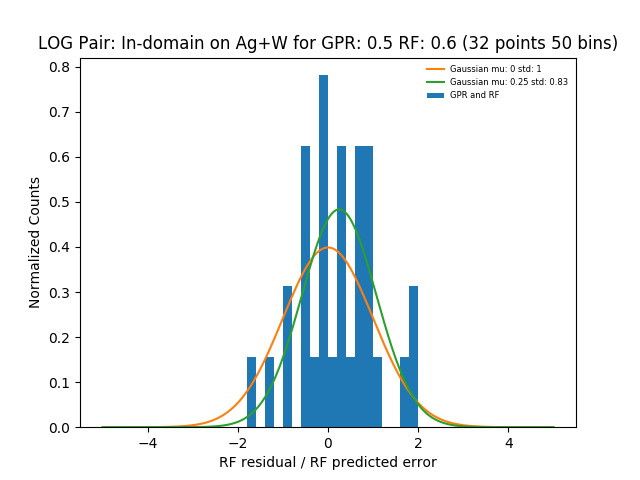 LOG Pair: In-domain on Ag+W for GPR: 0.5 RF: 0.6 (32 points 50 bins)
Gaussian mu: 0 std: 1
Gaussian mu: 0.25 std: 0.83
GPR and RF
Normalized Counts
0.8
0.7
0.6
0.5
0.4
0.3
0.2
0.1
0.0
−4 −2 0 2 4
RF residual / RF predicted error